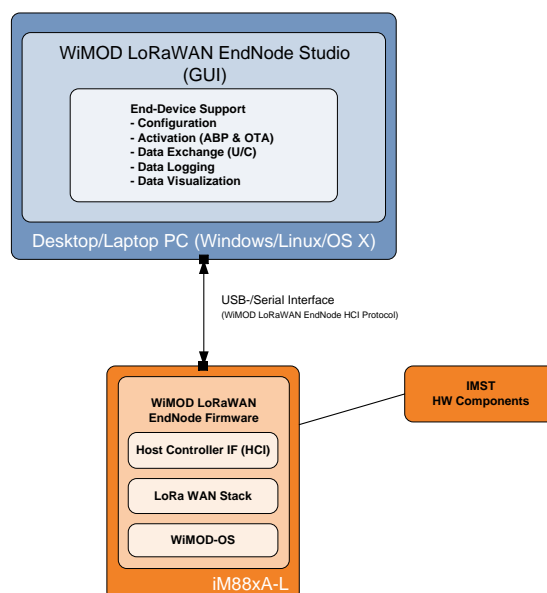 WiMOD LoRaWAN EndNode Studio
(GUI)
End-Device Support
- Configuration
- Activation (ABP & OTA)
- Data Exchange (U/C)
- Data Logging
- Data Visualization
Desktop/Laptop PC (Windows/Linux/OS X)
USB-/Serial Interface
(WiMOD LoRaWAN EndNode HCI Protocol)
WiMOD LoRaWAN
EndNode Firmware
Host Controller IF (HCI)
LoRa WAN Stack
WiMOD-OS
iM88xA-L
IMST
HW Components